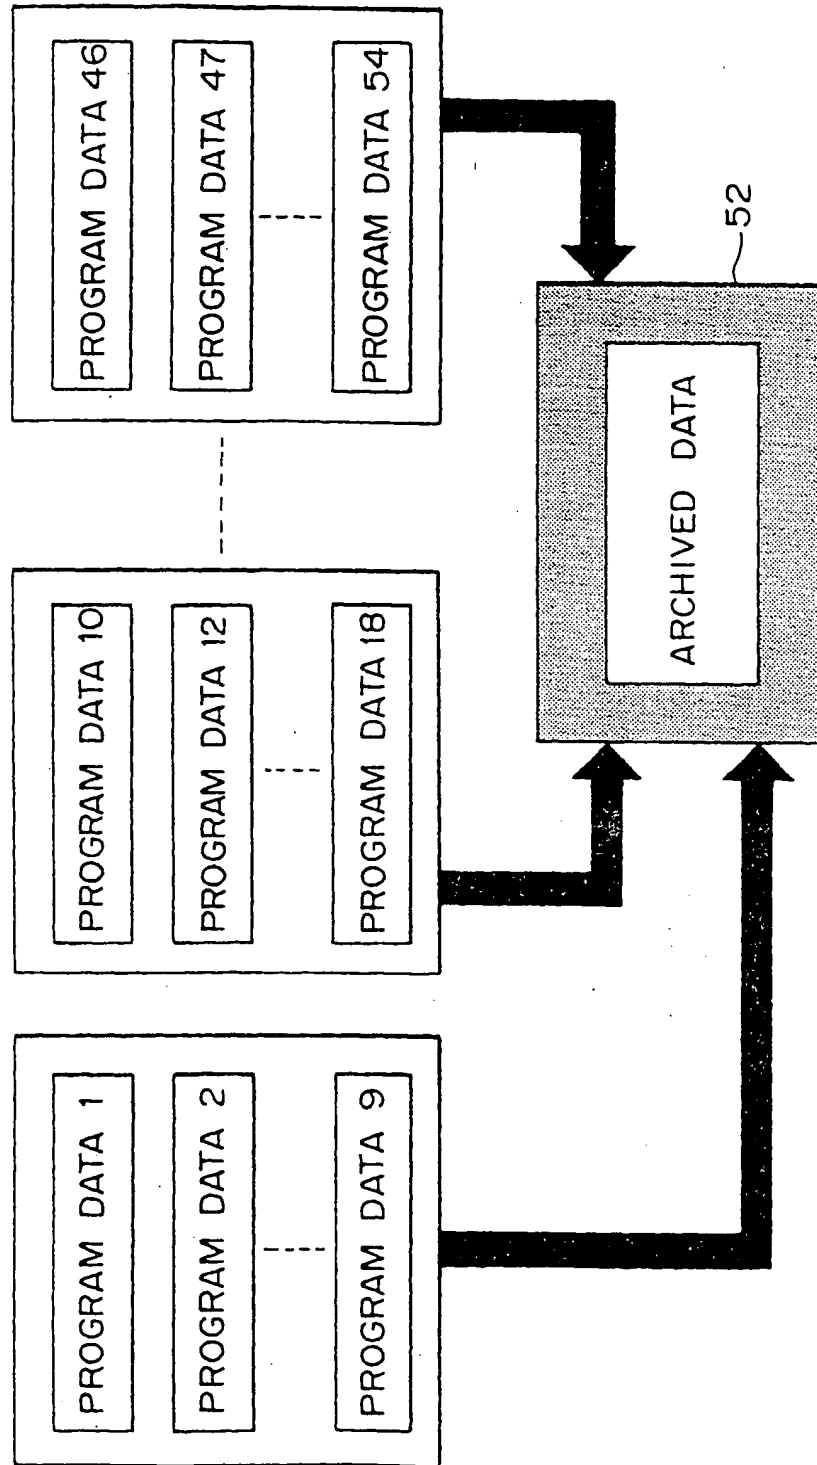 PROGRAM DATA 1
PROGRAM DATA 2
PROGRAM DATA 9
PROGRAM DATA 10
PROGRAM DATA 12
PROGRAM DATA 18
PROGRAM DATA 46
PROGRAM DATA 47
PROGRAM DATA 54
ARCHIVED DATA
52